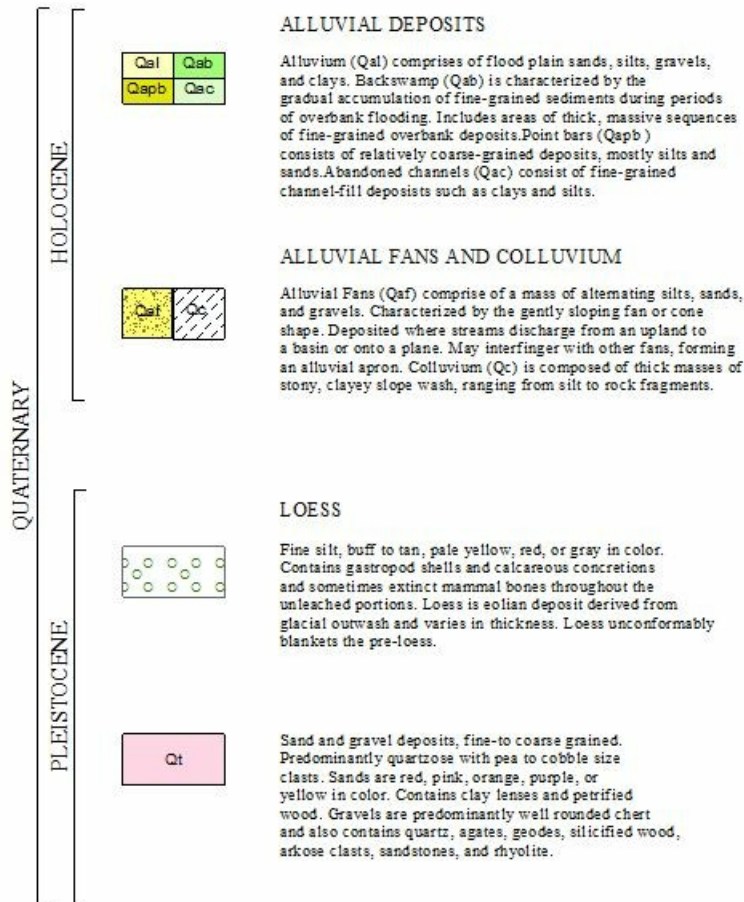 QUATERNARY
HOLOCENE
ALLUVIAL DEPOSITS
Qal Qab
Qapb Qac
Alluvium (Qal) comprises of flood plain sands, silts, gravels,
and clays. Backswamp (Qab) is characterized by the
gradual accumulation of fine-grained sediments during periods
of overbank flooding. Includes areas of thick, massive sequences
of fine-grained overbank deposits.Point bars (Qapb )
consists of relatively coarse-grained deposits, mostly silts and
sands.Abandoned channels (Qac) consist of fine-grained
channel-fill deposists such as clays and silts.
ALLUVIAL FANS AND COLLUVIUM
Qaf Qc
Alluvial Fans (Qaf) comprise of a mass of alternating silts, sands,
and gravels. Characterized by the gently sloping fan or cone
shape. Deposited where streams discharge from an upland to
a basin or onto a plane. May interfinger with other fans, forming
an alluvial apron. Colluvium (Qc) is composed of thick masses of
stony, clayey slope wash, ranging from silt to rock fragments.
PLEISTOCENE
LOESS
Fine silt, buff to tan, pale yellow, red, or gray in color.
Contains gastropod shells and calcareous concretions
and sometimes extinct mammal bones throughout the
unleached portions. Loess is eolian deposit derived from
glacial outwash and varies in thickness. Loess unconformably
blankets the pre-loess.
Qt
Sand and gravel deposits, fine-to coarse grained.
Predominantly quartzose with pea to cobble size
clasts. Sands are red, pink, orange, purple, or
yellow in color. Contains clay lenses and petrified
wood. Gravels are predominantly well rounded chert
and also contains quartz, agates, geodes, silicified wood,
arkose clasts, sandstones, and rhyolite.